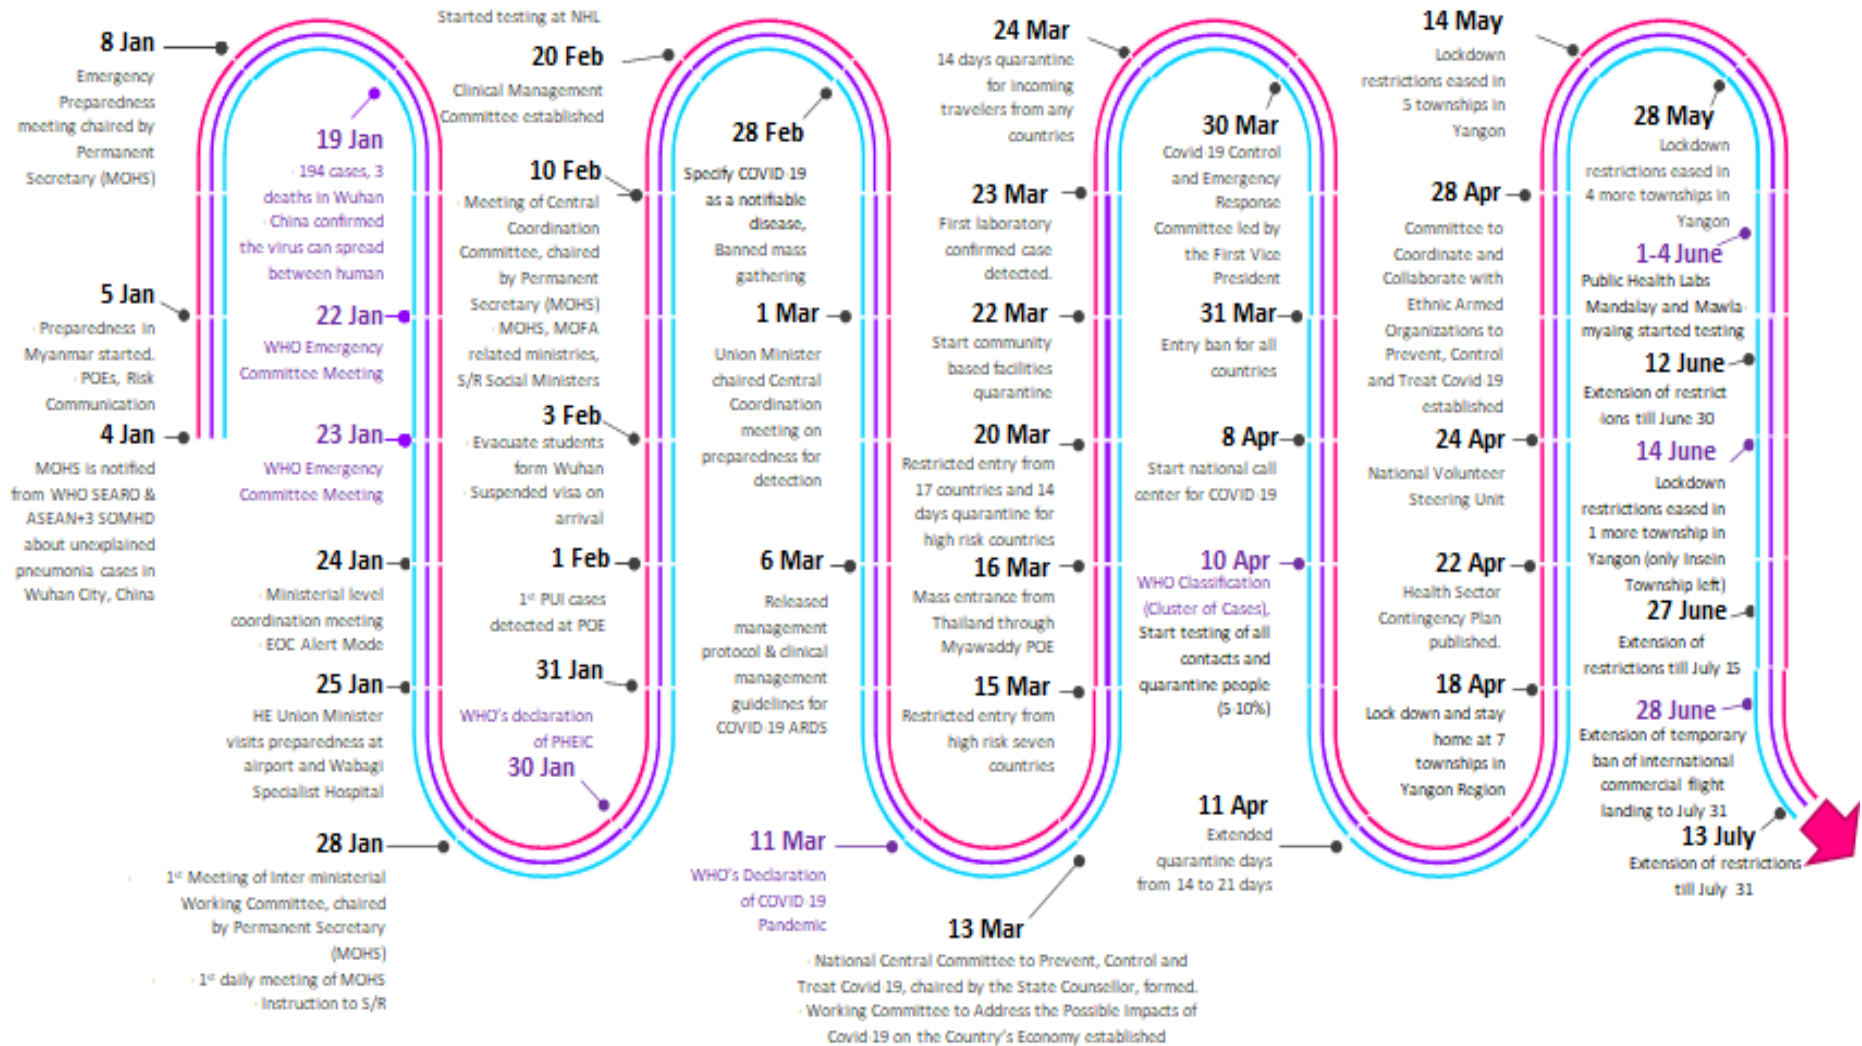 8 Jan
Emergency
Preparedness
meeting chaired by
Permanent
Secretary (MOHS)
5 Jan
· Preparedness in
Myanmar started.
· POEs, Risk
Communication
4 Jan
MOHS is notified
from WHO SEARO &
ASEAN+3 SOMHD
about unexplained
pneumonia cases in
Wuhan City, China
19 Jan
· 194 cases, 3
deaths in Wuhan
· China confirmed
the virus can spread
between human
22 Jan
WHO Emergency
Committee Meeting
23 Jan
WHO Emergency
Committee Meeting
24 Jan
· Ministerial level
coordination meeting
· EOC Alert Mode
25 Jan
HE Union Minister
visits preparedness at
airport and Wabagi
Specialist Hospital
28 Jan
· 1st Meeting of Inter ministerial
Working Committee, chaired
by Permanent Secretary
(MOHS)
· 1st daily meeting of MOHS
· Instruction to S/R
Started testing at NHL
20 Feb
Clinical Management
Committee established
10 Feb
· Meeting of Central
Coordination
Committee, chaired
by Permanent
Secretary (MOHS)
· MOHS, MOFA
related ministries,
S/R Social Ministers
3 Feb
· Evacuate students
form Wuhan
· Suspended visa on
arrival
1 Feb
1st PUI cases
detected at POE
31 Jan
WHO's declaration
of PHEIC
30 Jan
28 Feb
Specify COVID-19
as a notifiable
disease,
Banned mass
gathering
1 Mar
Union Minister
chaired Central
Coordination
meeting on
preparedness for
detection
6 Mar
Released
management
protocol & clinical
management
guidelines for
COVID-19 ARDS
11 Mar
WHO's Declaration
of COVID-19
Pandemic
13 Mar
· National Central Committee to Prevent, Control and
Treat Covid-19, chaired by the State Counsellor, formed.
· Working Committee to Address the Possible Impacts of
Covid-19 on the Country's Economy established
24 Mar
14 days quarantine
for incoming
travelers from any
countries
23 Mar
First laboratory
confirmed case
detected.
22 Mar
Start community
based facilities
quarantine
20 Mar
Restricted entry from
17 countries and 14
days quarantine for
high risk countries
16 Mar
Mass entrance from
Thailand through
Myawaddy POE
15 Mar
Restricted entry from
high risk seven
countries
30 Mar
Covid-19 Control
and Emergency
Response
Committee led by
the First Vice
President
31 Mar
Entry ban for all
countries
8 Apr
Start national call
center for COVID-19
10 Apr
WHO Classification
(Cluster of Cases),
Start testing of all
contacts and
quarantine people
(5-10%)
11 Apr
Extended
quarantine days
from 14 to 21 days
14 May
Lockdown
restrictions eased in
5 townships in
Yangon
28 Apr
Committee to
Coordinate and
Collaborate with
Ethnic Armed
Organizations to
Prevent, Control
and Treat Covid-19
established
24 Apr
National Volunteer
Steering Unit
22 Apr
Health Sector
Contingency Plan
published.
18 Apr
Lock down and stay
home at 7
townships in
Yangon Region
28 May
Lockdown
restrictions eased in
4 more townships in
Yangon
1-4 June
Public Health Labs
Mandalay and Mawla-
myaing started testing
12 June
Extension of restrict
-ions till June 30
14 June
Lockdown
restrictions eased in
1 more township in
Yangon (only Insein
Township left)
27 June
Extension of
restrictions till July 15
28 June
Extension of temporary
ban of international
commercial flight
landing to July 31
13 July
Extension of restrictions
till July 31